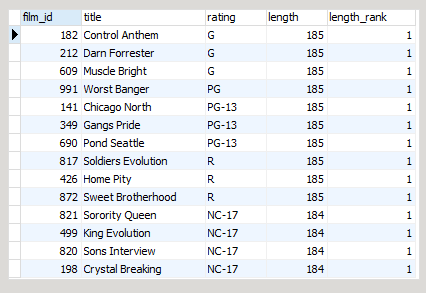 film_id title rating length length_rank
182 Control Anthem G 185 1
212 Darn Forrester G 185 1
609 Muscle Bright G 185 1
991 Worst Banger PG 185 1
141 Chicago North PG-13 185 1
349 Gangs Pride PG-13 185 1
690 Pond Seattle PG-13 185 1
817 Soldiers Evolution R 185 1
426 Home Pity R 185 1
872 Sweet Brotherhood R 185 1
821 Sorority Queen NC-17 184 1
499 King Evolution NC-17 184 1
820 Sons Interview NC-17 184 1
198 Crystal Breaking NC-17 184 1